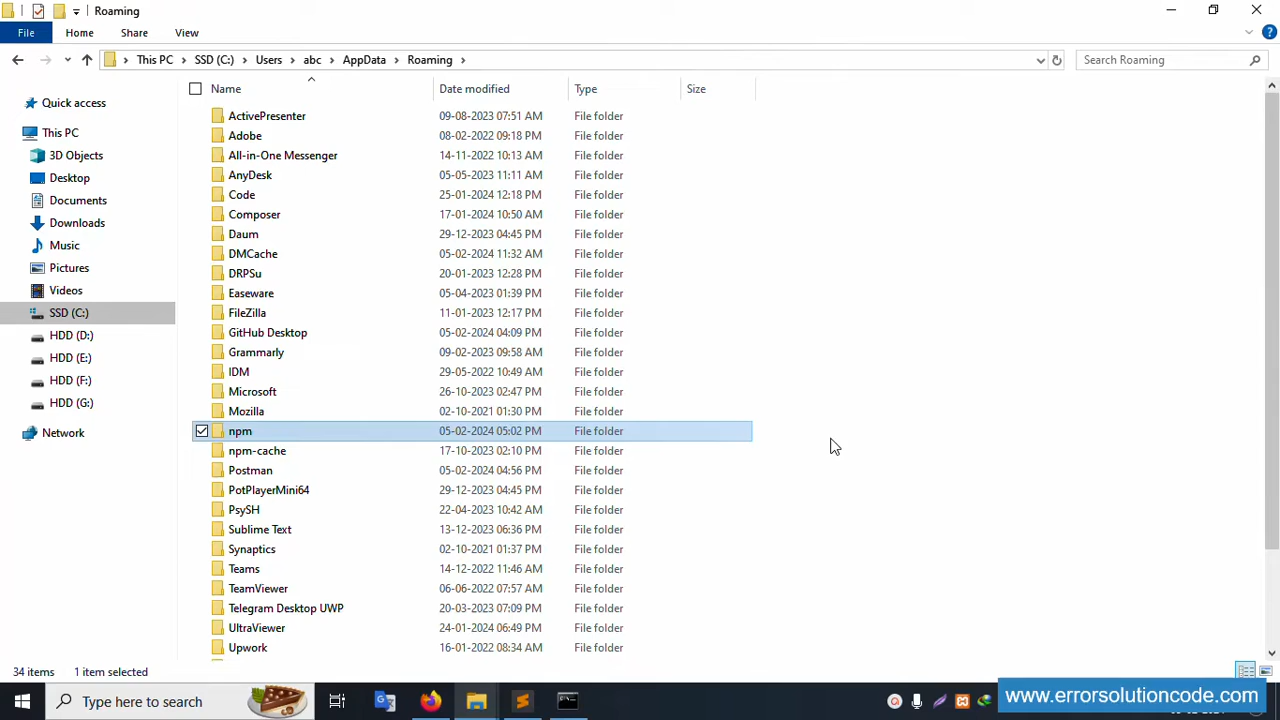 Roaming
File Home Share View
This PC SSD (C:) Users abc AppData Roaming Search Roaming
Name Date modified Type Size
Quick access
This PC
3D Objects
Desktop
Documents
Downloads
Music
Pictures
Videos
SSD (C:)
HDD (D:)
HDD (E:)
HDD (F:)
HDD (G:)
Network
ActivePresenter 09-08-2023 07:51 AM File folder
Adobe 08-02-2022 09:18 PM File folder
All-in-One Messenger 14-11-2022 10:13 AM File folder
AnyDesk 05-05-2023 11:11 AM File folder
Code 25-01-2024 12:18 PM File folder
Composer 17-01-2024 10:50 AM File folder
Daum 29-12-2023 04:45 PM File folder
DMCache 05-02-2024 11:32 AM File folder
DRPSu 20-01-2023 12:28 PM File folder
Easeware 05-04-2023 01:39 PM File folder
FileZilla 11-01-2023 12:17 PM File folder
GitHub Desktop 05-02-2024 04:09 PM File folder
Grammarly 09-02-2023 09:58 AM File folder
IDM 29-05-2022 10:49 AM File folder
Microsoft 26-10-2023 02:47 PM File folder
Mozilla 02-10-2021 01:30 PM File folder
npm 05-02-2024 05:02 PM File folder
npm-cache 17-10-2023 02:10 PM File folder
Postman 05-02-2024 04:56 PM File folder
PotPlayerMini64 29-12-2023 04:45 PM File folder
PsySH 22-04-2023 10:42 AM File folder
Sublime Text 13-12-2023 06:36 PM File folder
Synaptics 02-10-2021 01:37 PM File folder
Teams 14-12-2022 11:46 AM File folder
TeamViewer 06-06-2022 07:57 AM File folder
Telegram Desktop UWP 20-03-2023 07:09 PM File folder
UltraViewer 24-01-2024 06:49 PM File folder
Upwork 16-01-2022 08:34 AM File folder
34 items 1 item selected
Type here to search
www.errorsolutioncode.com